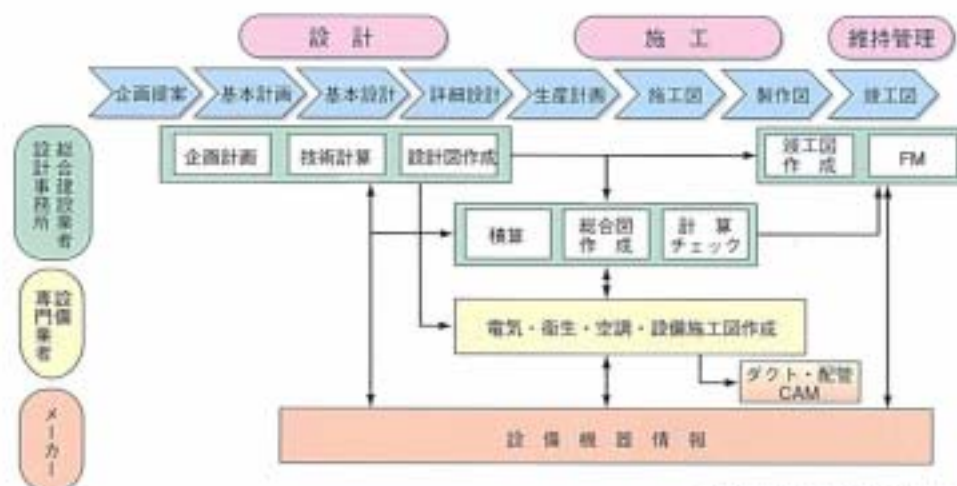 設計
施工
維持管理
企画提案
基本計画
基本設計
詳細設計
生産計画
施工図
製作図
竣工図
総合建設業者
設計事務所
企画計画
技術計算
設計図作成
竣工図
作成
FM
積算
総合図
作成
計算
チェック
設備
専門業者
電気・衛生・空調・設備施工図作成
ダクト・配管
CAM
メーカー
設備機器情報